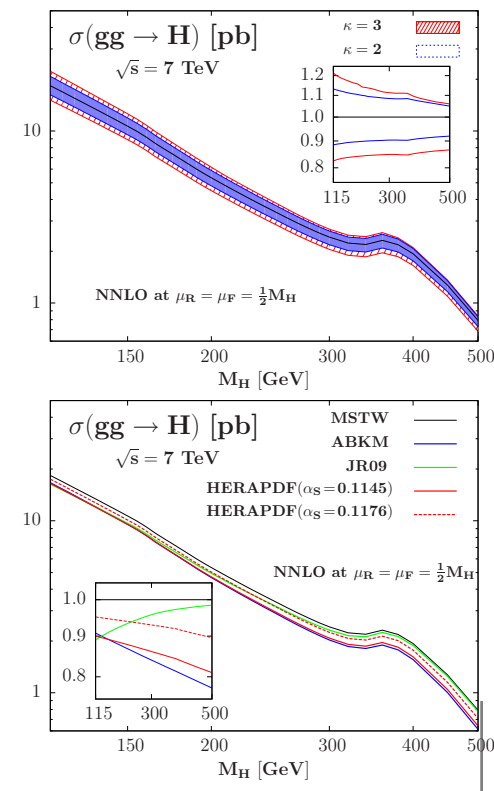 σ(gg → H) [pb]
√s = 7 TeV
κ = 3
κ = 2
1.2
1.1
1.0
0.9
0.8
115 300 500
10
1
NNLO at μR = μF = ½MH
150 200 300 400 500
MH [GeV]
σ(gg → H) [pb]
√s = 7 TeV
MSTW
ABKM
JR09
HERAPDF(αS=0.1145)
HERAPDF(αS=0.1176)
10
NNLO at μR = μF = ½MH
1.0
0.9
0.8
115 300 500
1
150 200 300 400 500
MH [GeV]